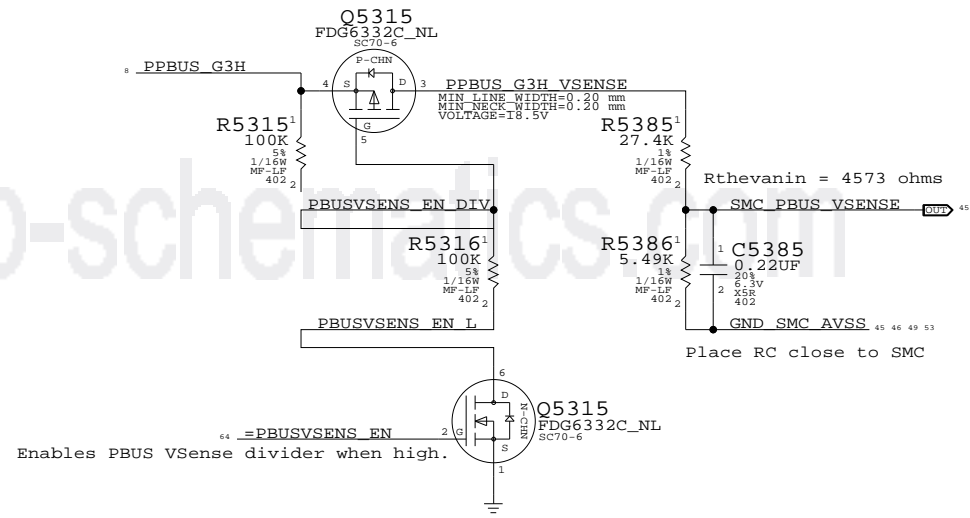 Q5315
FDG6332C_NL
SC70-6
P-CHN
8 PPBUS_G3H
4 S D 3
G
5
PPBUS_G3H_VSENSE
MIN_LINE_WIDTH=0.20 mm
MIN_NECK_WIDTH=0.20 mm
VOLTAGE=18.5V
R5315 1
100K
5%
1/16W
MF-LF
402 2
R5385 1
27.4K
1%
1/16W
MF-LF
402 2
Rthevanin = 4573 ohms
PBUSVSENS_EN_DIV
SMC_PBUS_VSENSE OUT 45
R5316 1
100K
5%
1/16W
MF-LF
402 2
R5386 1
5.49K
1%
1/16W
MF-LF
402 2
1 C5385
0.22UF
20%
6.3V
2 X5R
402
PBUSVSENS_EN_L
GND_SMC_AVSS 45 46 49 53
Place RC close to SMC
6
D
N-CHN
Q5315
FDG6332C_NL
SC70-6
64 =PBUSVSENS_EN 2 G
S
1
Enables PBUS VSense divider when high.
o-schematics.com